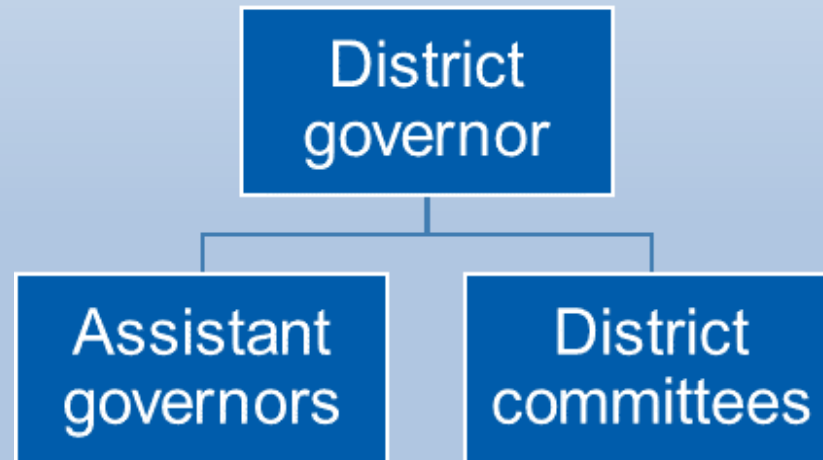 District
governor
Assistant
governors
District
committees